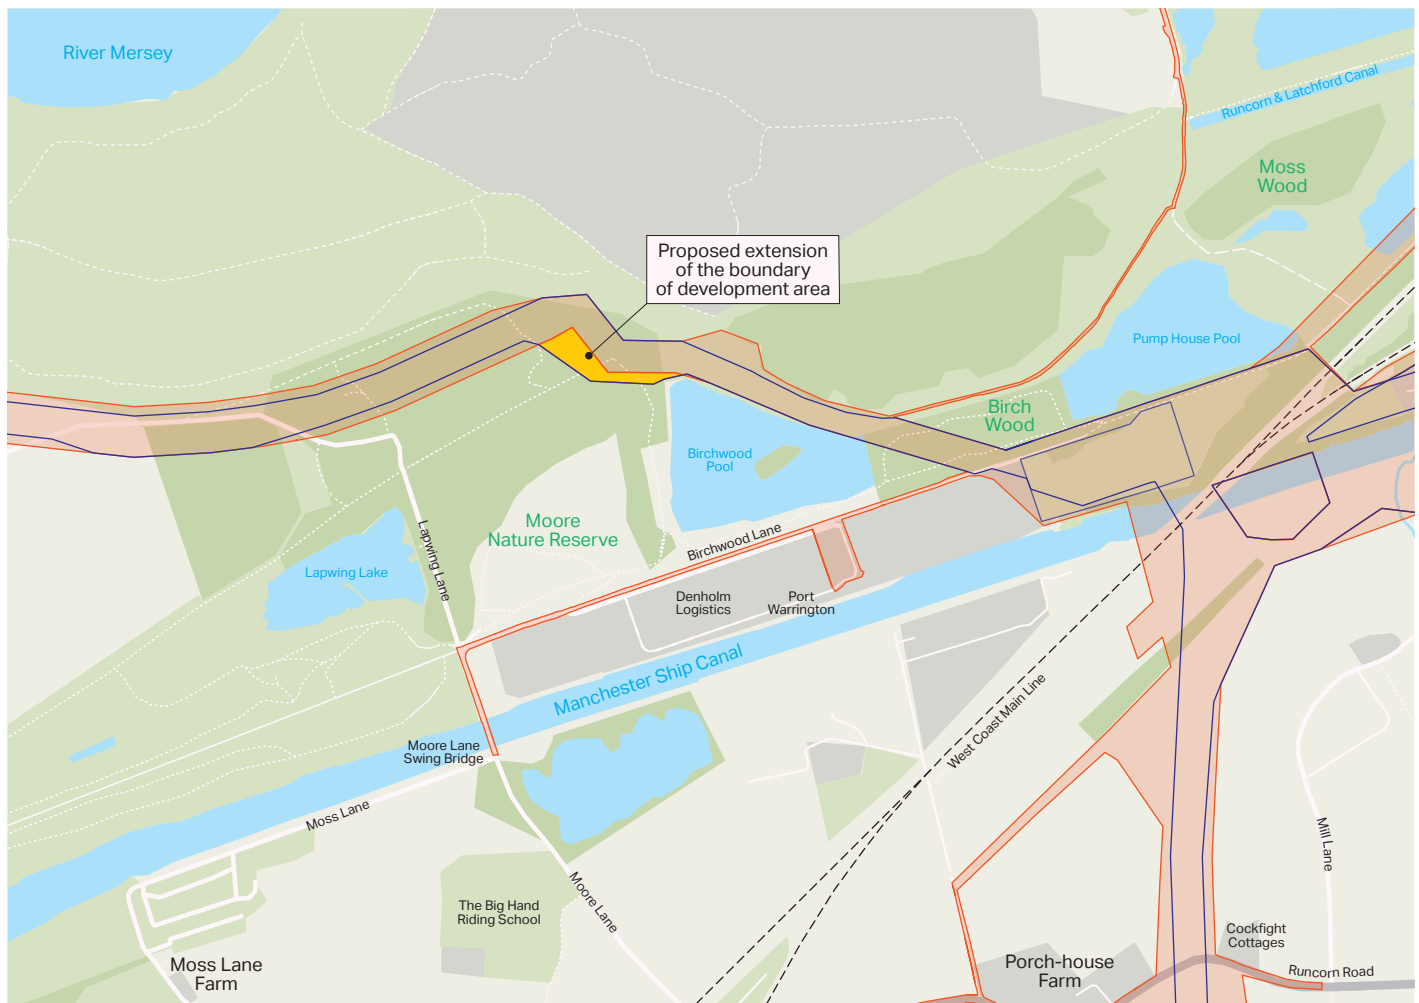 River Mersey
Runcorn & Latchford Canal
Moss
Wood
Proposed extension
of the boundary
of development area
Pump House Pool
Birch
Wood
Birchwood
Pool
Moore
Nature Reserve
Birchwood Lane
Lapwing Lane
Lapwing Lake
Denholm
Logistics
Port
Warrington
Manchester Ship Canal
West Coast Main Line
Moore Lane
Swing Bridge
Moss Lane
Mill Lane
Moore Lane
The Big Hand
Riding School
Cockfight
Cottages
Moss Lane
Farm
Porch-house
Farm
Runcorn Road